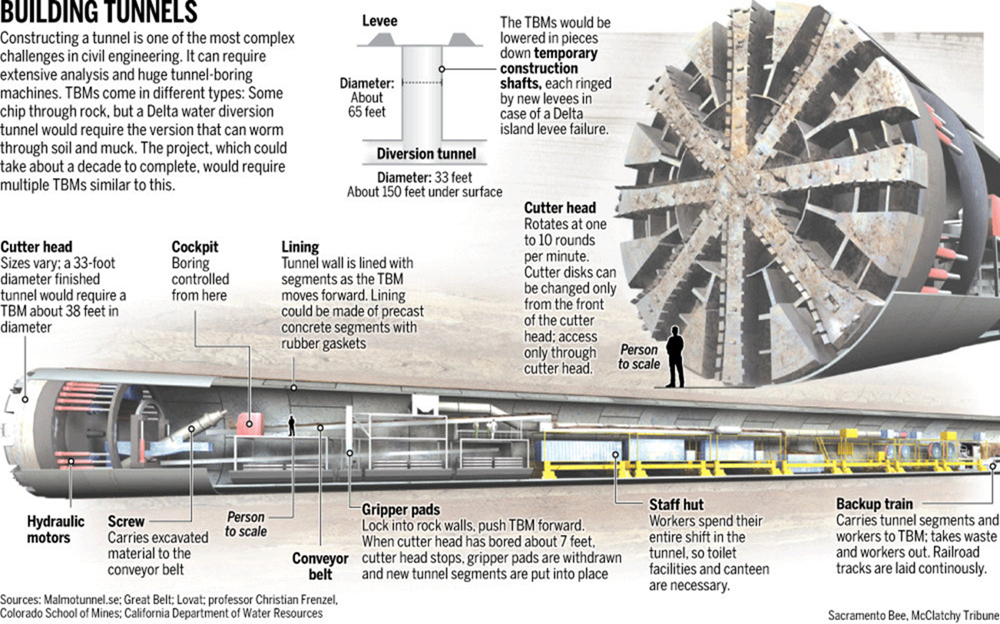 BUILDING TUNNELS
Constructing a tunnel is one of the most complex
challenges in civil engineering. It can require
extensive analysis and huge tunnel-boring
machines. TBMs come in different types: Some
chip through rock, but a Delta water diversion
tunnel would require the version that can worm
through soil and muck. The project, which could
take about a decade to complete, would require
multiple TBMs similar to this.
Levee
Diameter:
About
65 feet
Diversion tunnel
Diameter: 33 feet
About 150 feet under surface
The TBMs would be
lowered in pieces
down temporary
construction
shafts, each ringed
by new levees in
case of a Delta
island levee failure.
Cutter head
Rotates at one
to 10 rounds
per minute.
Cutter disks can
be changed only
from the front
of the cutter
head; access
only through
cutter head.
Person
to scale
Cutter head
Sizes vary; a 33-foot
diameter finished
tunnel would require a
TBM about 38 feet in
diameter
Cockpit
Boring
controlled
from here
Lining
Tunnel wall is lined with
segments as the TBM
moves forward. Lining
could be made of precast
concrete segments with
rubber gaskets
Hydraulic
motors
Screw
Carries excavated
material to the
conveyor belt
Person
to scale
Conveyor
belt
Gripper pads
Lock into rock walls, push TBM forward.
When cutter head has bored about 7 feet,
cutter head stops, gripper pads are withdrawn
and new tunnel segments are put into place
Staff hut
Workers spend their
entire shift in the
tunnel, so toilet
facilities and canteen
are necessary.
Backup train
Carries tunnel segments and
workers to TBM; takes waste
and workers out. Railroad
tracks are laid continously.
Sources: Malmotunnel.se; Great Belt; Lovat; professor Christian Frenzel,
Colorado School of Mines; California Department of Water Resources
Sacramento Bee, McClatchy Tribune